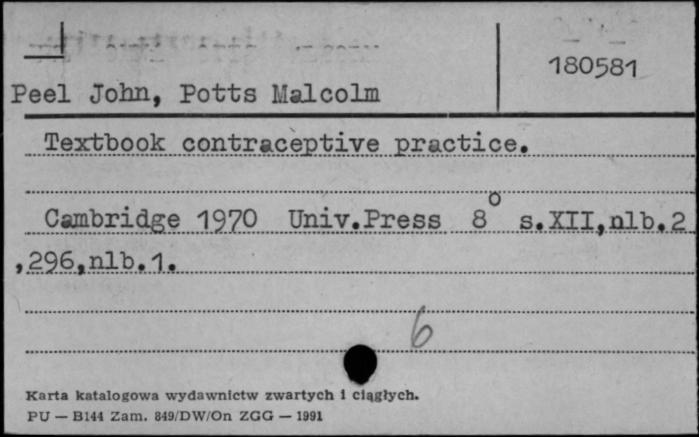 180581
Peel John, Potts Malcolm
Textbook contraceptive practice.
Cambridge 1970 Univ.Press 8° s.XII,nlb.2
,296,nlb.1.
6
Karta katalogowa wydawnictw zwartych i ciągłych.
PU — B144 Zam. 849/DW/On ZGG — 1991